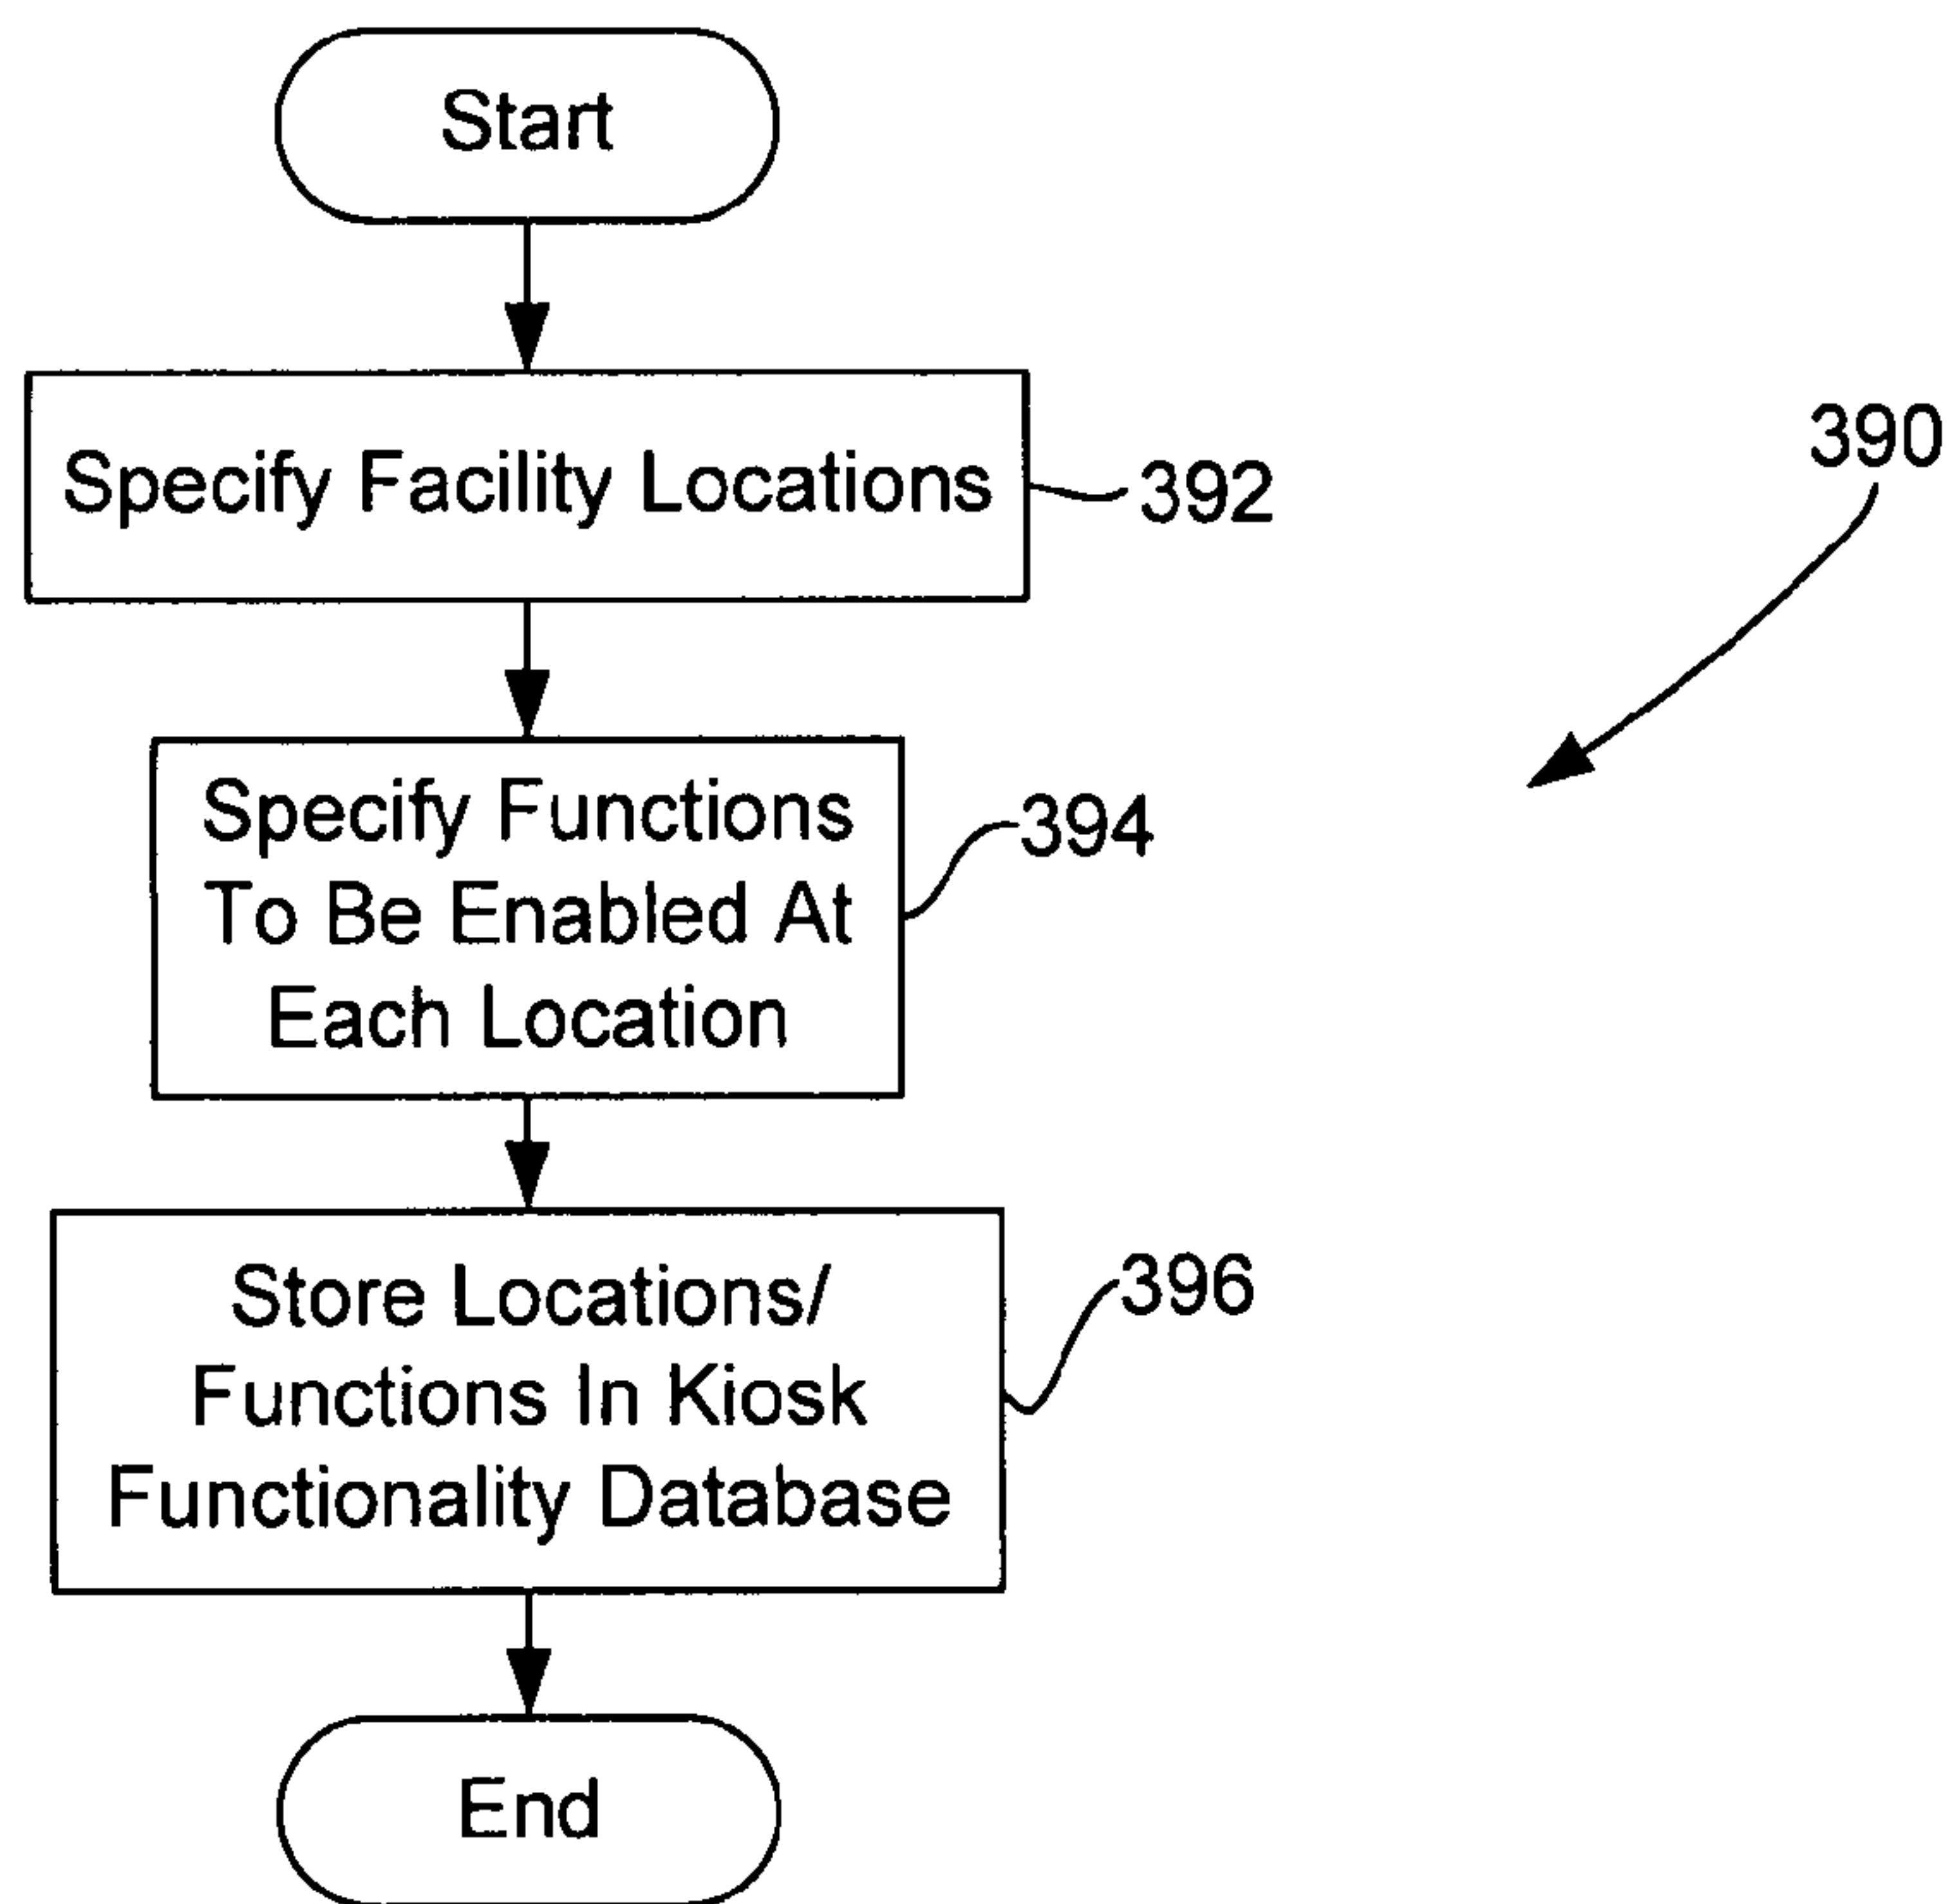 Start
Specify Facility Locations
392
390
Specify Functions
To Be Enabled At
Each Location
394
Store Locations/
Functions In Kiosk
Functionality Database
396
End